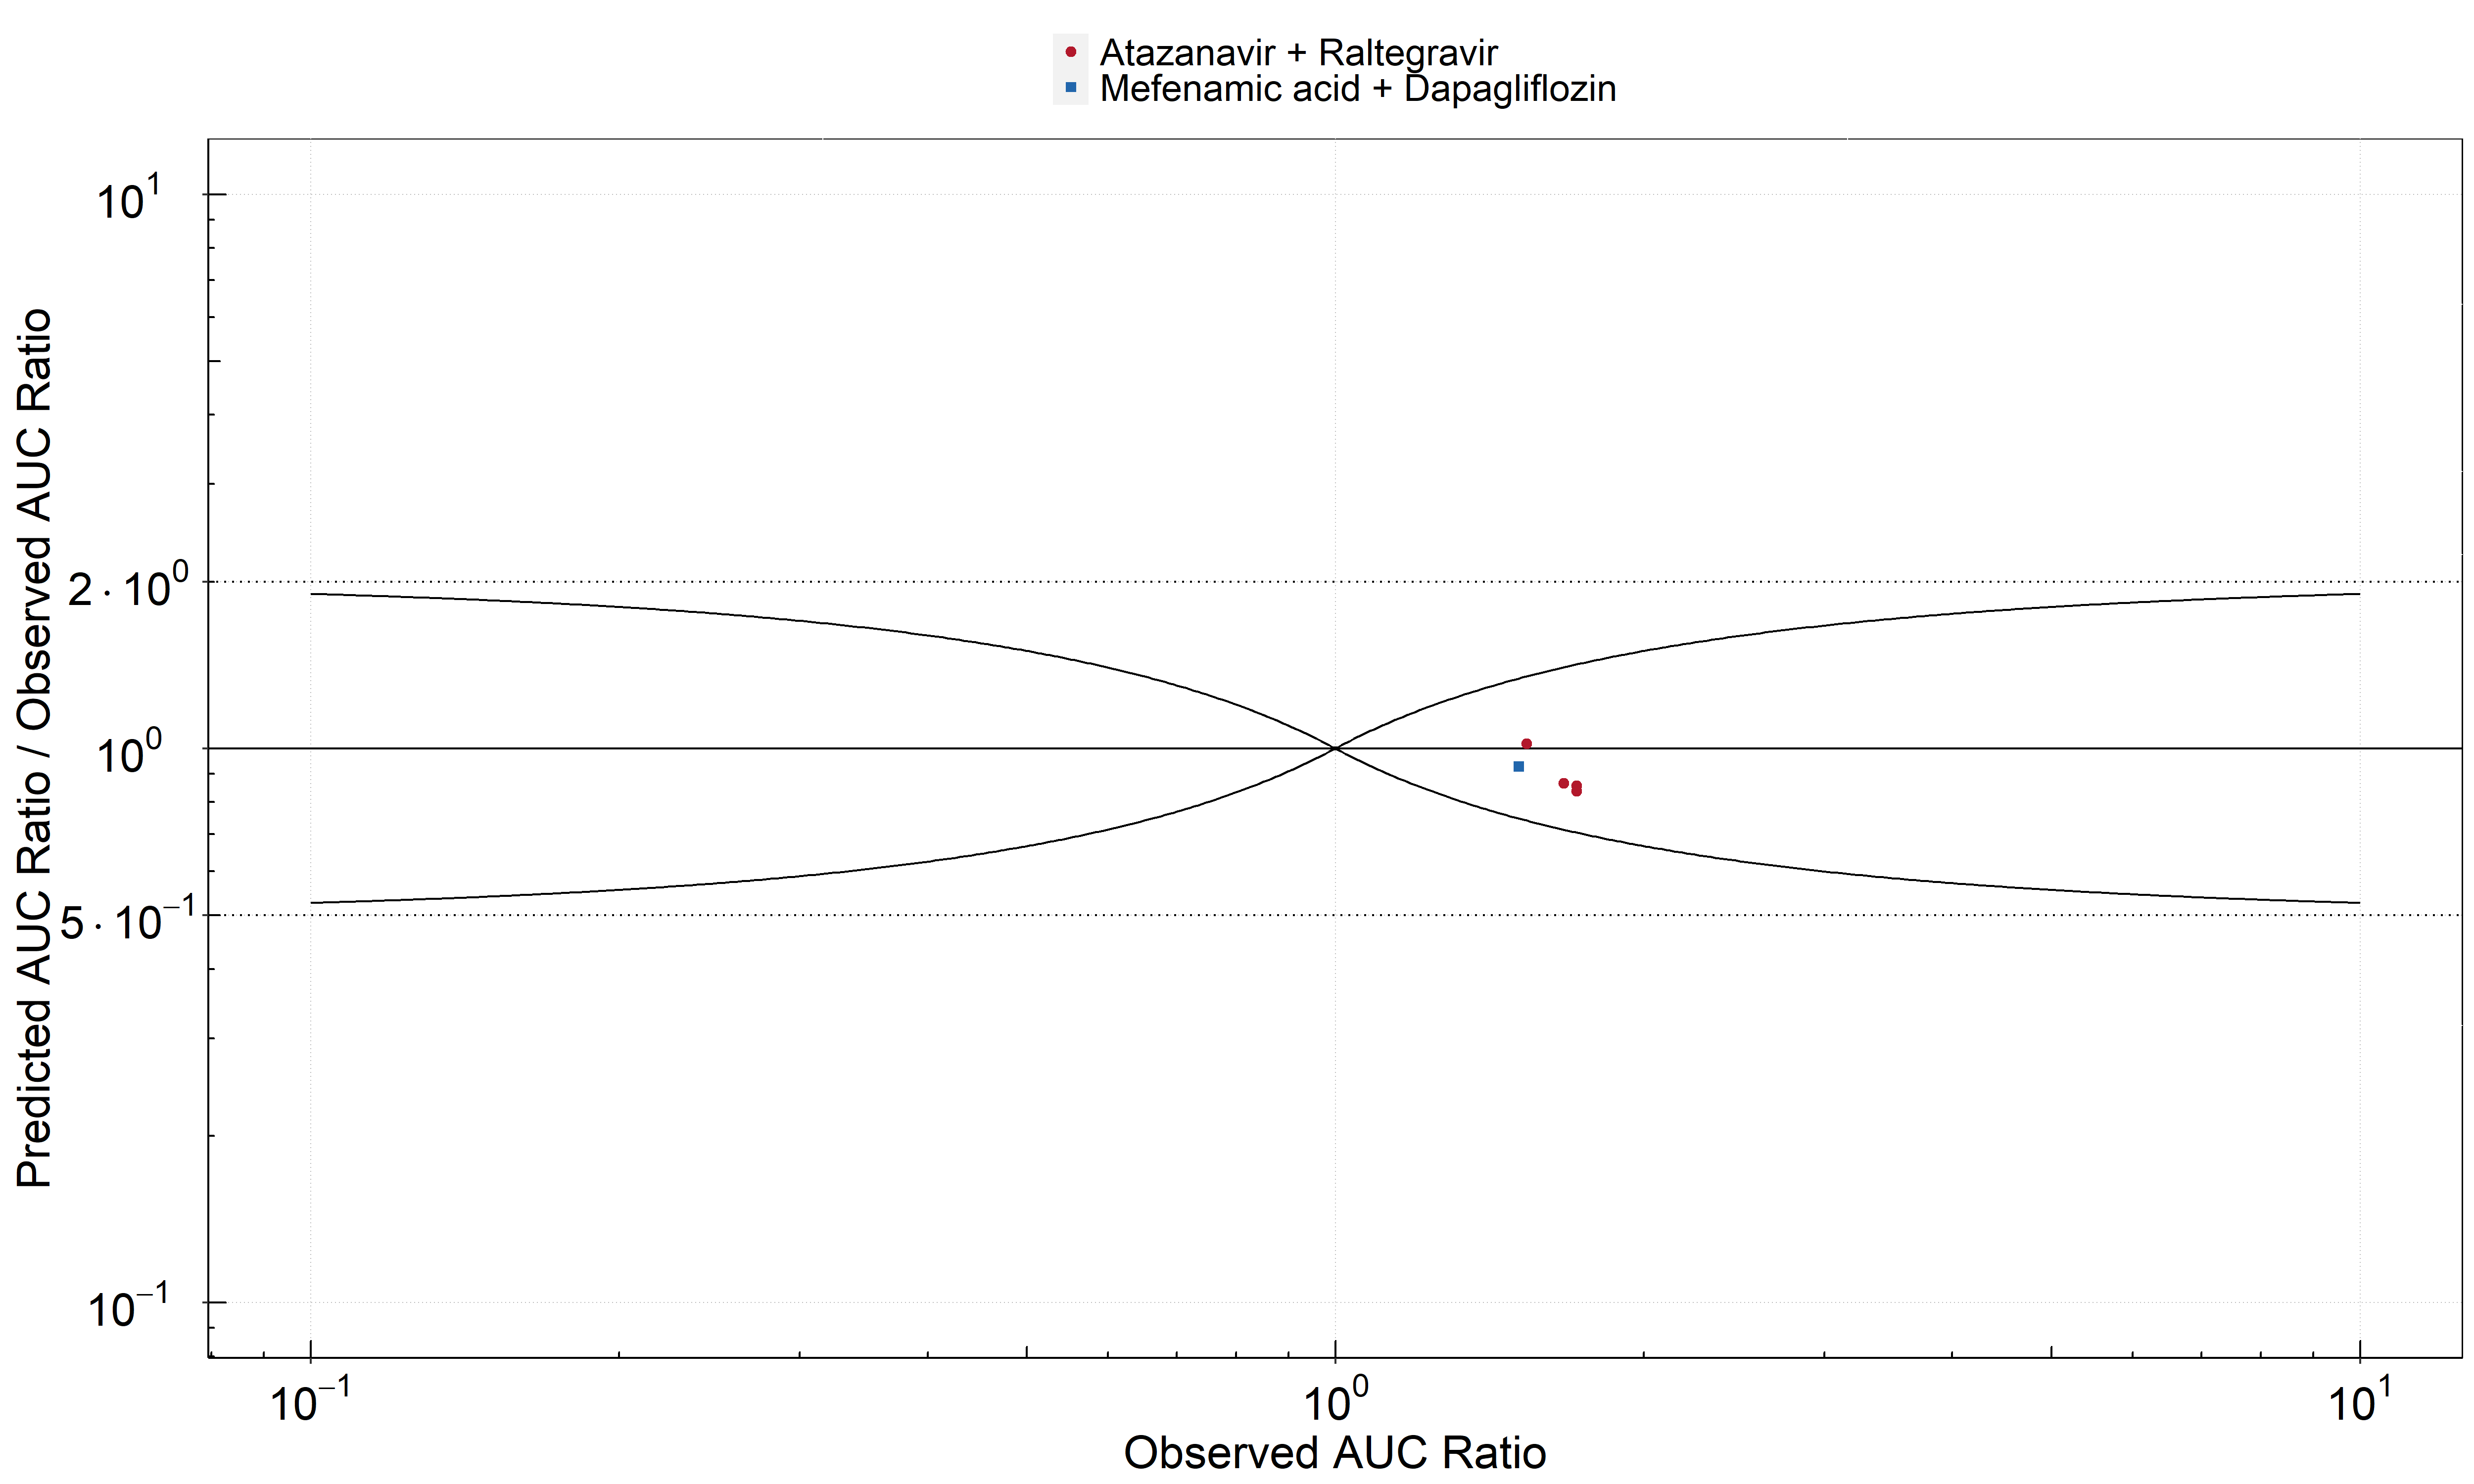 Atazanavir + Raltegravir
Mefenamic acid + Dapagliflozin
Predicted AUC Ratio / Observed AUC Ratio
10¹
2·10⁰
10⁰
5·10⁻¹
10⁻¹
10⁻¹
10⁰
10¹
Observed AUC Ratio